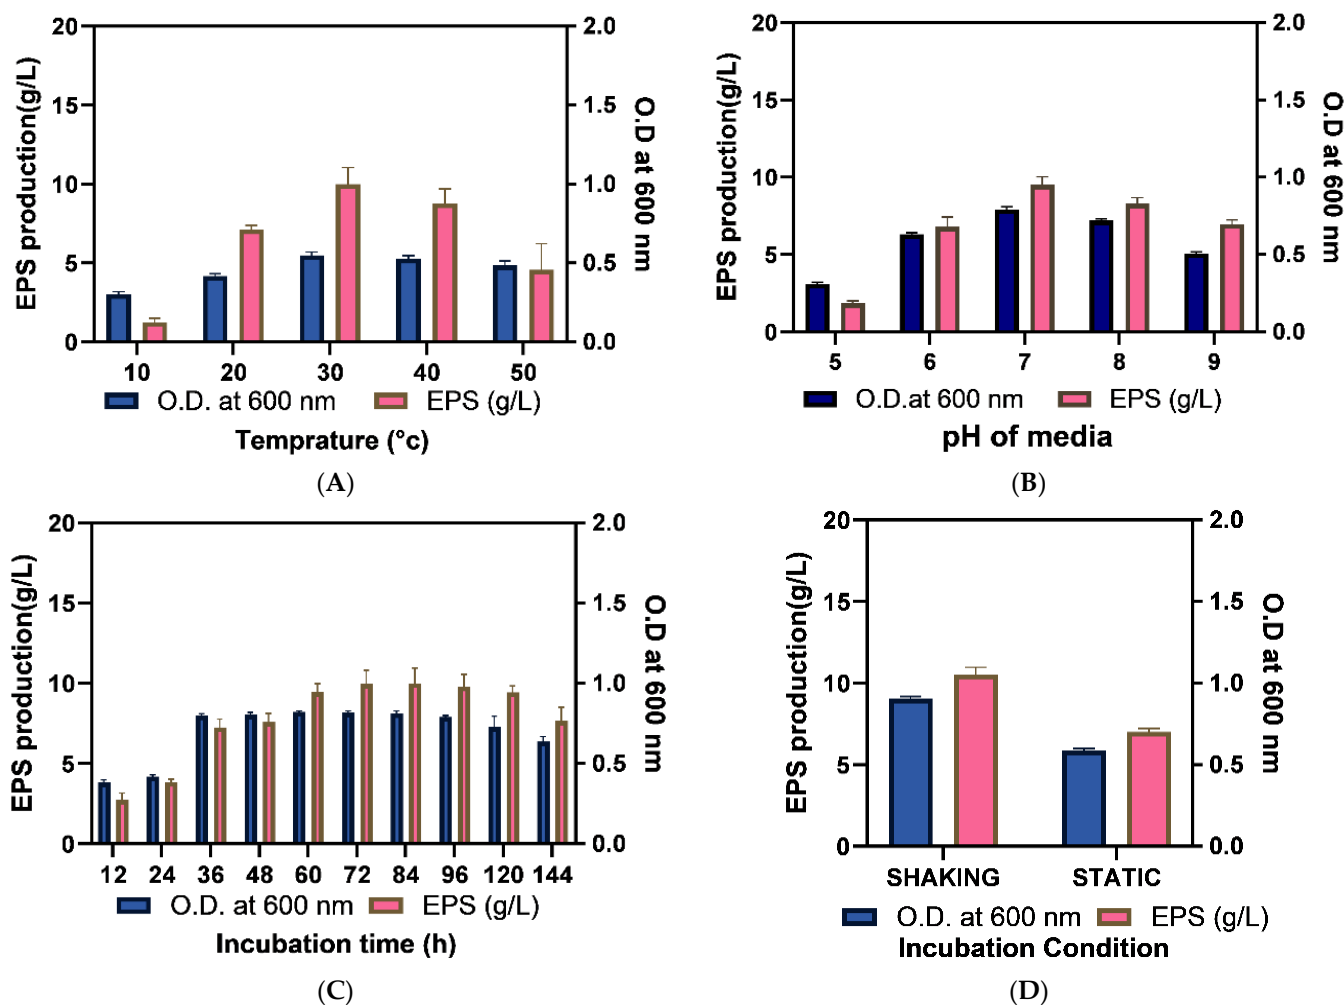 EPS production(g/L)
20
15
10
5
0
2.0
1.5
1.0
0.5
0.0
O.D at 600 nm
10 20 30 40 50
O.D. at 600 nm EPS (g/L)
Temprature (°c)
(A)
EPS production(g/L)
20
15
10
5
0
2.0
1.5
1.0
0.5
0.0
O.D at 600 nm
5 6 7 8 9
O.D.at 600 nm EPS (g/L)
pH of media
(B)
EPS production(g/L)
20
15
10
5
0
2.0
1.5
1.0
0.5
0.0
O.D at 600 nm
12 24 36 48 60 72 84 96 120 144
O.D. at 600 nm EPS (g/L)
Incubation time (h)
(C)
EPS production(g/L)
20
15
10
5
0
2.0
1.5
1.0
0.5
0.0
O.D at 600 nm
SHAKING STATIC
O.D. at 600 nm EPS (g/L)
Incubation Condition
(D)